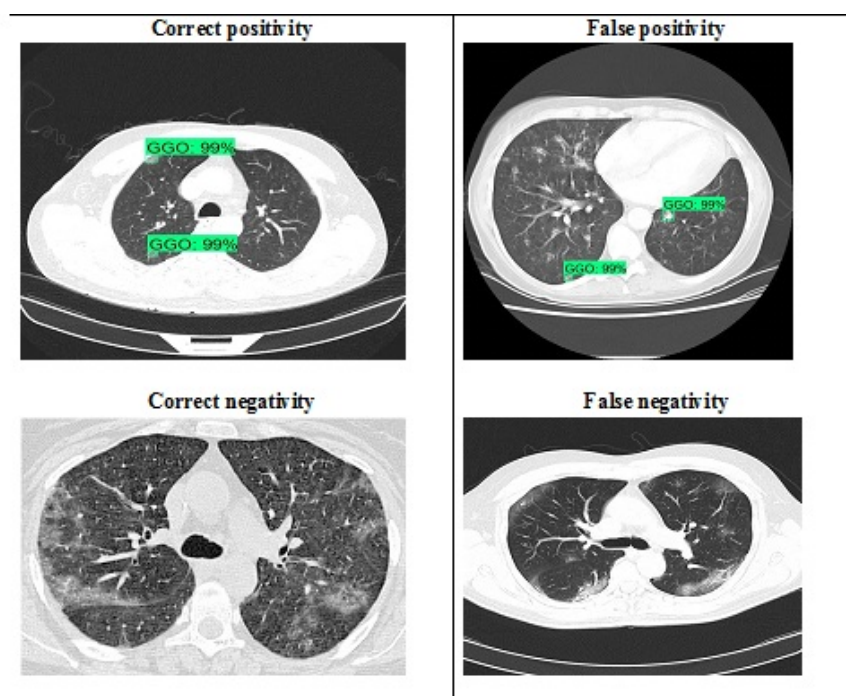 Correct positivity
GGO: 99%
GGO: 99%
False positivity
GGO: 99%
GGO: 99%
Correct negativity
False negativity